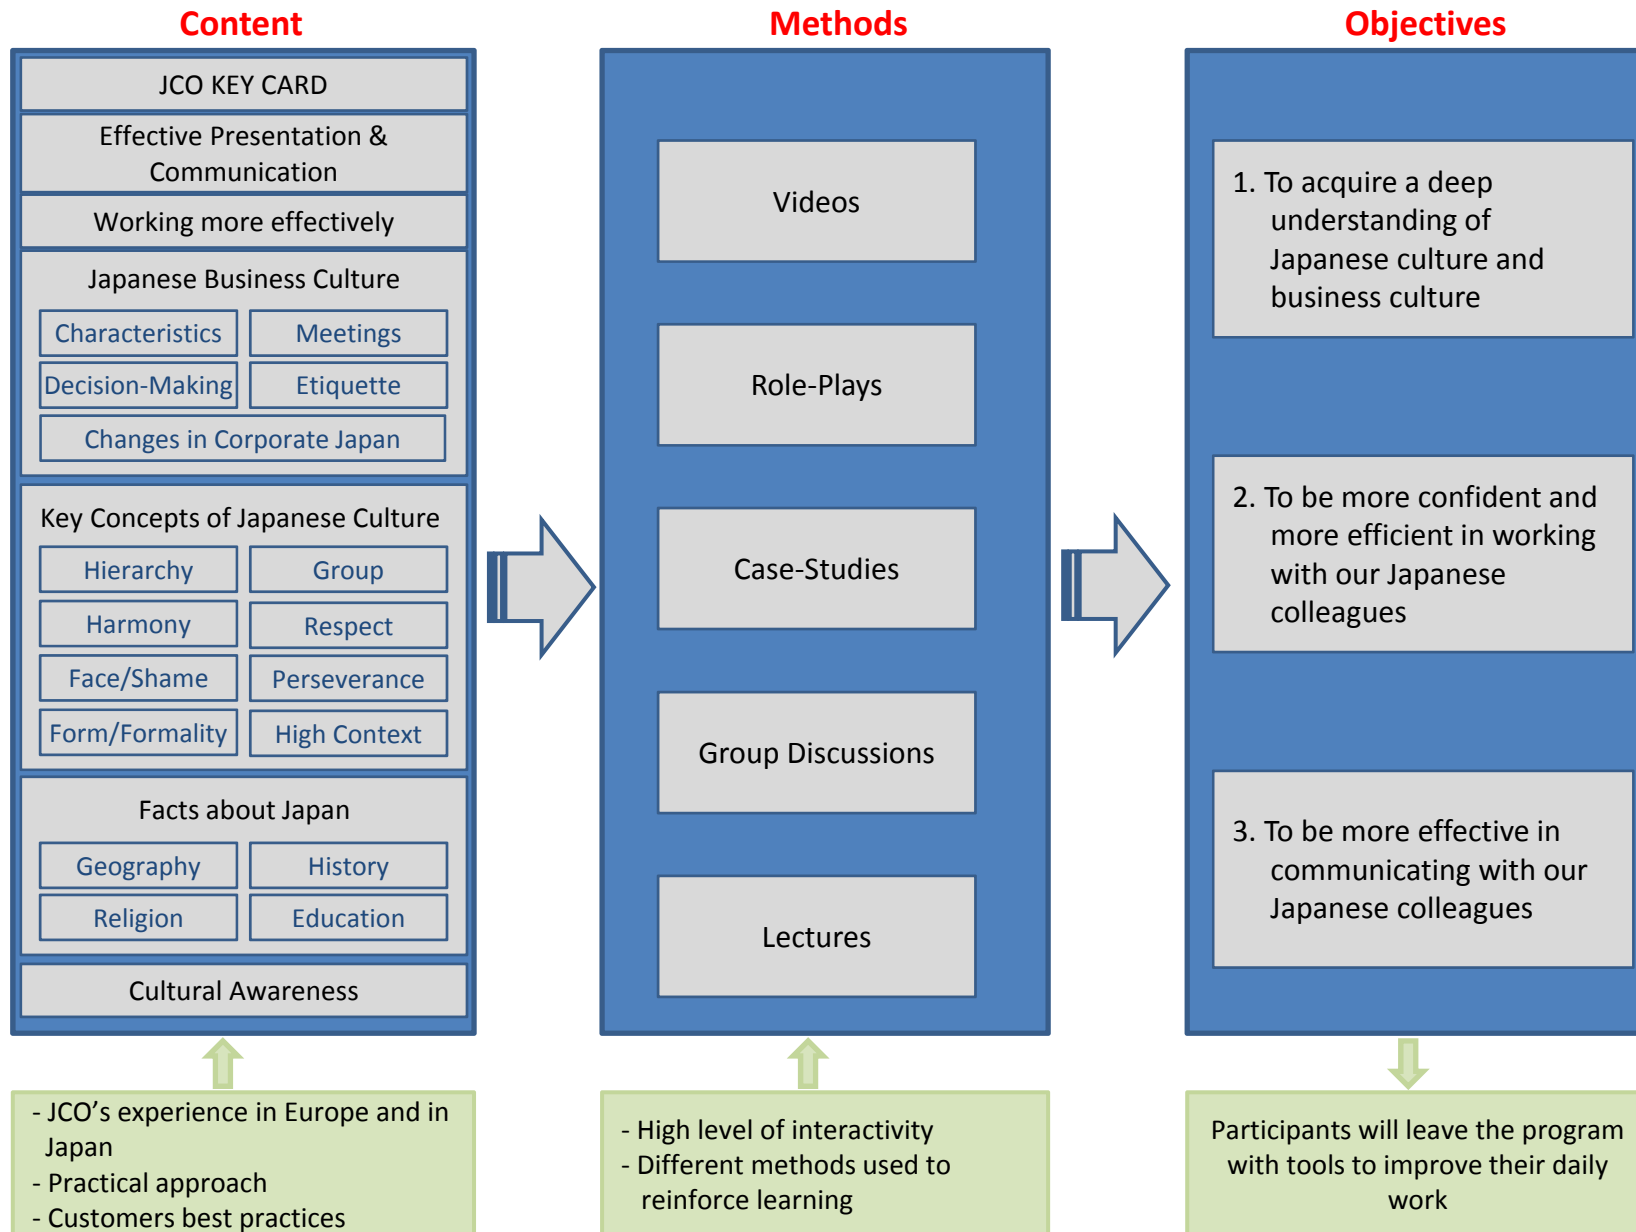 Content
JCO KEY CARD
Effective Presentation &
Communication
Working more effectively
Japanese Business Culture
Characteristics
Meetings
Decision-Making
Etiquette
Changes in Corporate Japan
Key Concepts of Japanese Culture
Hierarchy
Group
Harmony
Respect
Face/Shame
Perseverance
Form/Formality
High Context
Facts about Japan
Geography
History
Religion
Education
Cultural Awareness
- JCO’s experience in Europe and in
Japan
- Practical approach
- Customers best practices
Methods
Videos
Role-Plays
Case-Studies
Group Discussions
Lectures
- High level of interactivity
- Different methods used to
reinforce learning
Objectives
1. To acquire a deep
understanding of
Japanese culture and
business culture
2. To be more confident and
more efficient in working
with our Japanese
colleagues
3. To be more effective in
communicating with our
Japanese colleagues
Participants will leave the program
with tools to improve their daily
work